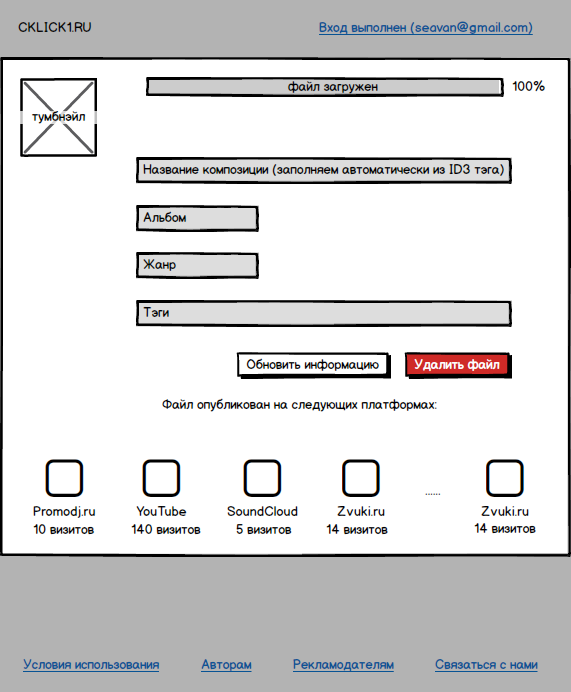 CKLICK1.RU
Вход выполнен (seavan@gmail.com)
файл загружен 100%
тумбнэйл
Название композиции (заполняем автоматически из ID3 тэга)
Альбом
Жанр
Тэги
Обновить информацию Удалить файл
Файл опубликован на следующих платформах:
Promodj.ru YouTube SoundCloud Zvuki.ru ...... Zvuki.ru
10 визитов 140 визитов 5 визитов 14 визитов 14 визитов
Условия использования Авторам Рекламодателям Связаться с нами